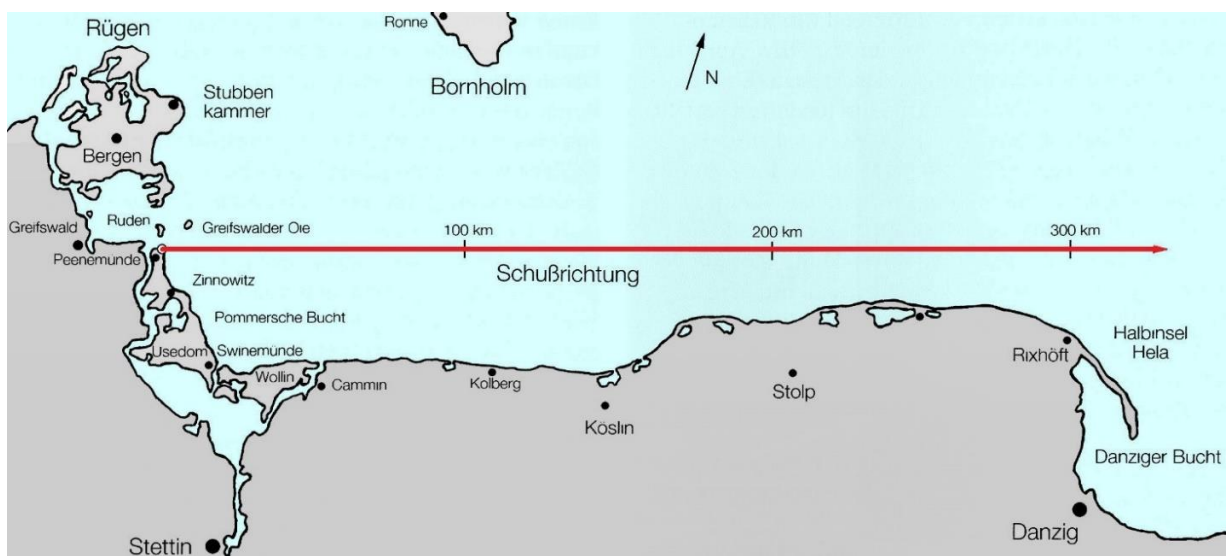 Ronne
Rügen
Bornholm
N
Stubben
kammer
Bergen
Ruden
Greifswalder Oie
Greifswald
100 km
200 km
300 km
Peenemunde
Schußrichtung
Zinnowitz
Pommersche Bucht
Halbinsel
Hela
Rixhöft
Usedom
Swinemünde
Wollin
Cammin
Kolberg
Stolp
Köslin
Danziger Bucht
Danzig
Stettin